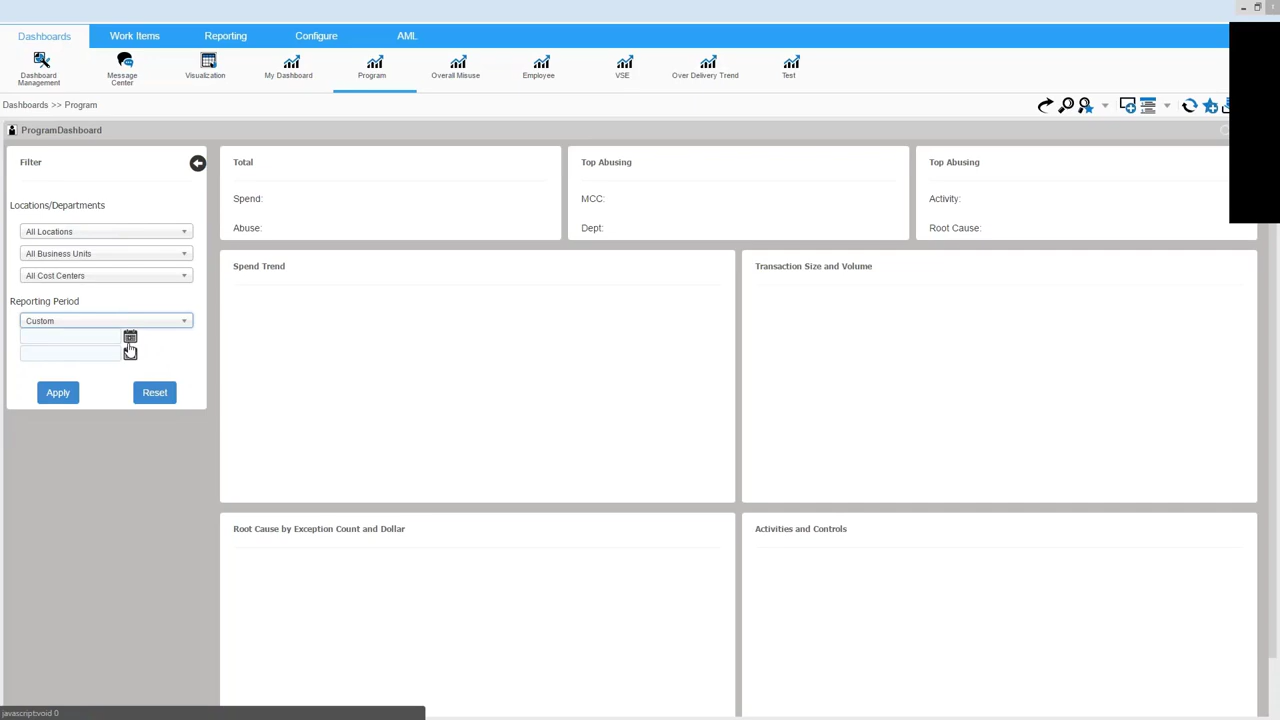 Dashboards
Work Items
Reporting
Configure
AML
Dashboard
Management
Message
Center
Visualization
My Dashboard
Program
Overall Misuse
Employee
VSE
Over Delivery Trend
Test
Dashboards >> Program
ProgramDashboard
Filter
Locations/Departments
All Locations
All Business Units
All Cost Centers
Reporting Period
Custom
Apply
Reset
Total
Spend:
Abuse:
Top Abusing
MCC:
Dept:
Top Abusing
Activity:
Root Cause:
Spend Trend
Transaction Size and Volume
Root Cause by Exception Count and Dollar
Activities and Controls
javascript:void 0